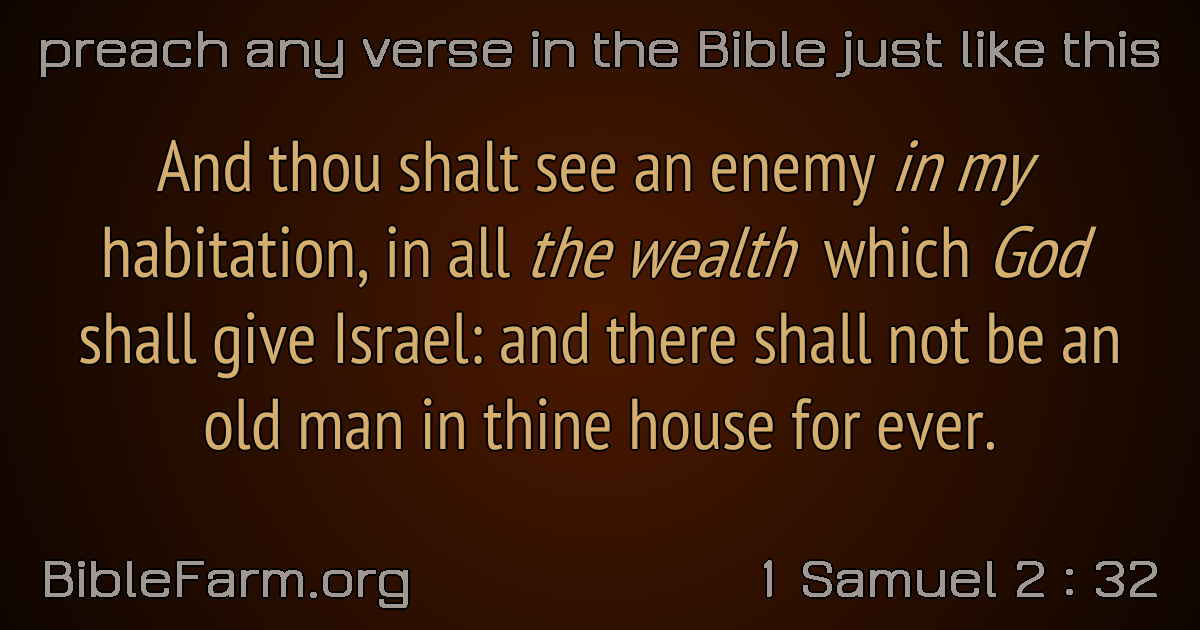 preach any verse in the Bible just like this
And thou shalt see an enemy in my
habitation, in all the wealth which God
shall give Israel: and there shall not be an
old man in thine house for ever.
BibleFarm.org
1 Samuel 2 : 32